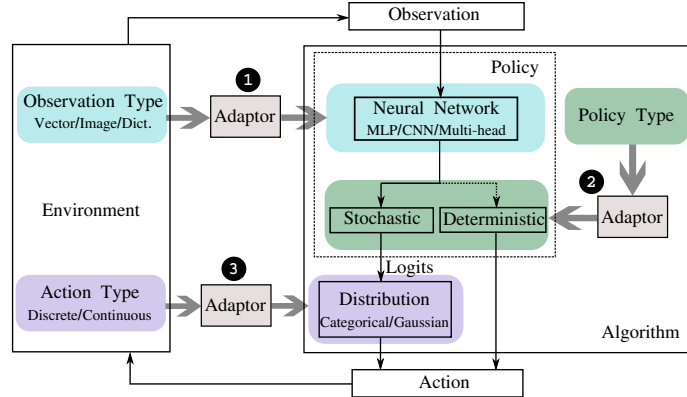 Observation
Policy
1
Observation Type
Vector/Image/Dict.
Adaptor
Neural Network
MLP/CNN/Multi-head
Policy Type
2
Environment
Stochastic
Deterministic
Adaptor
3
Logits
Action Type
Discrete/Continuous
Adaptor
Distribution
Categorical/Gaussian
Algorithm
Action